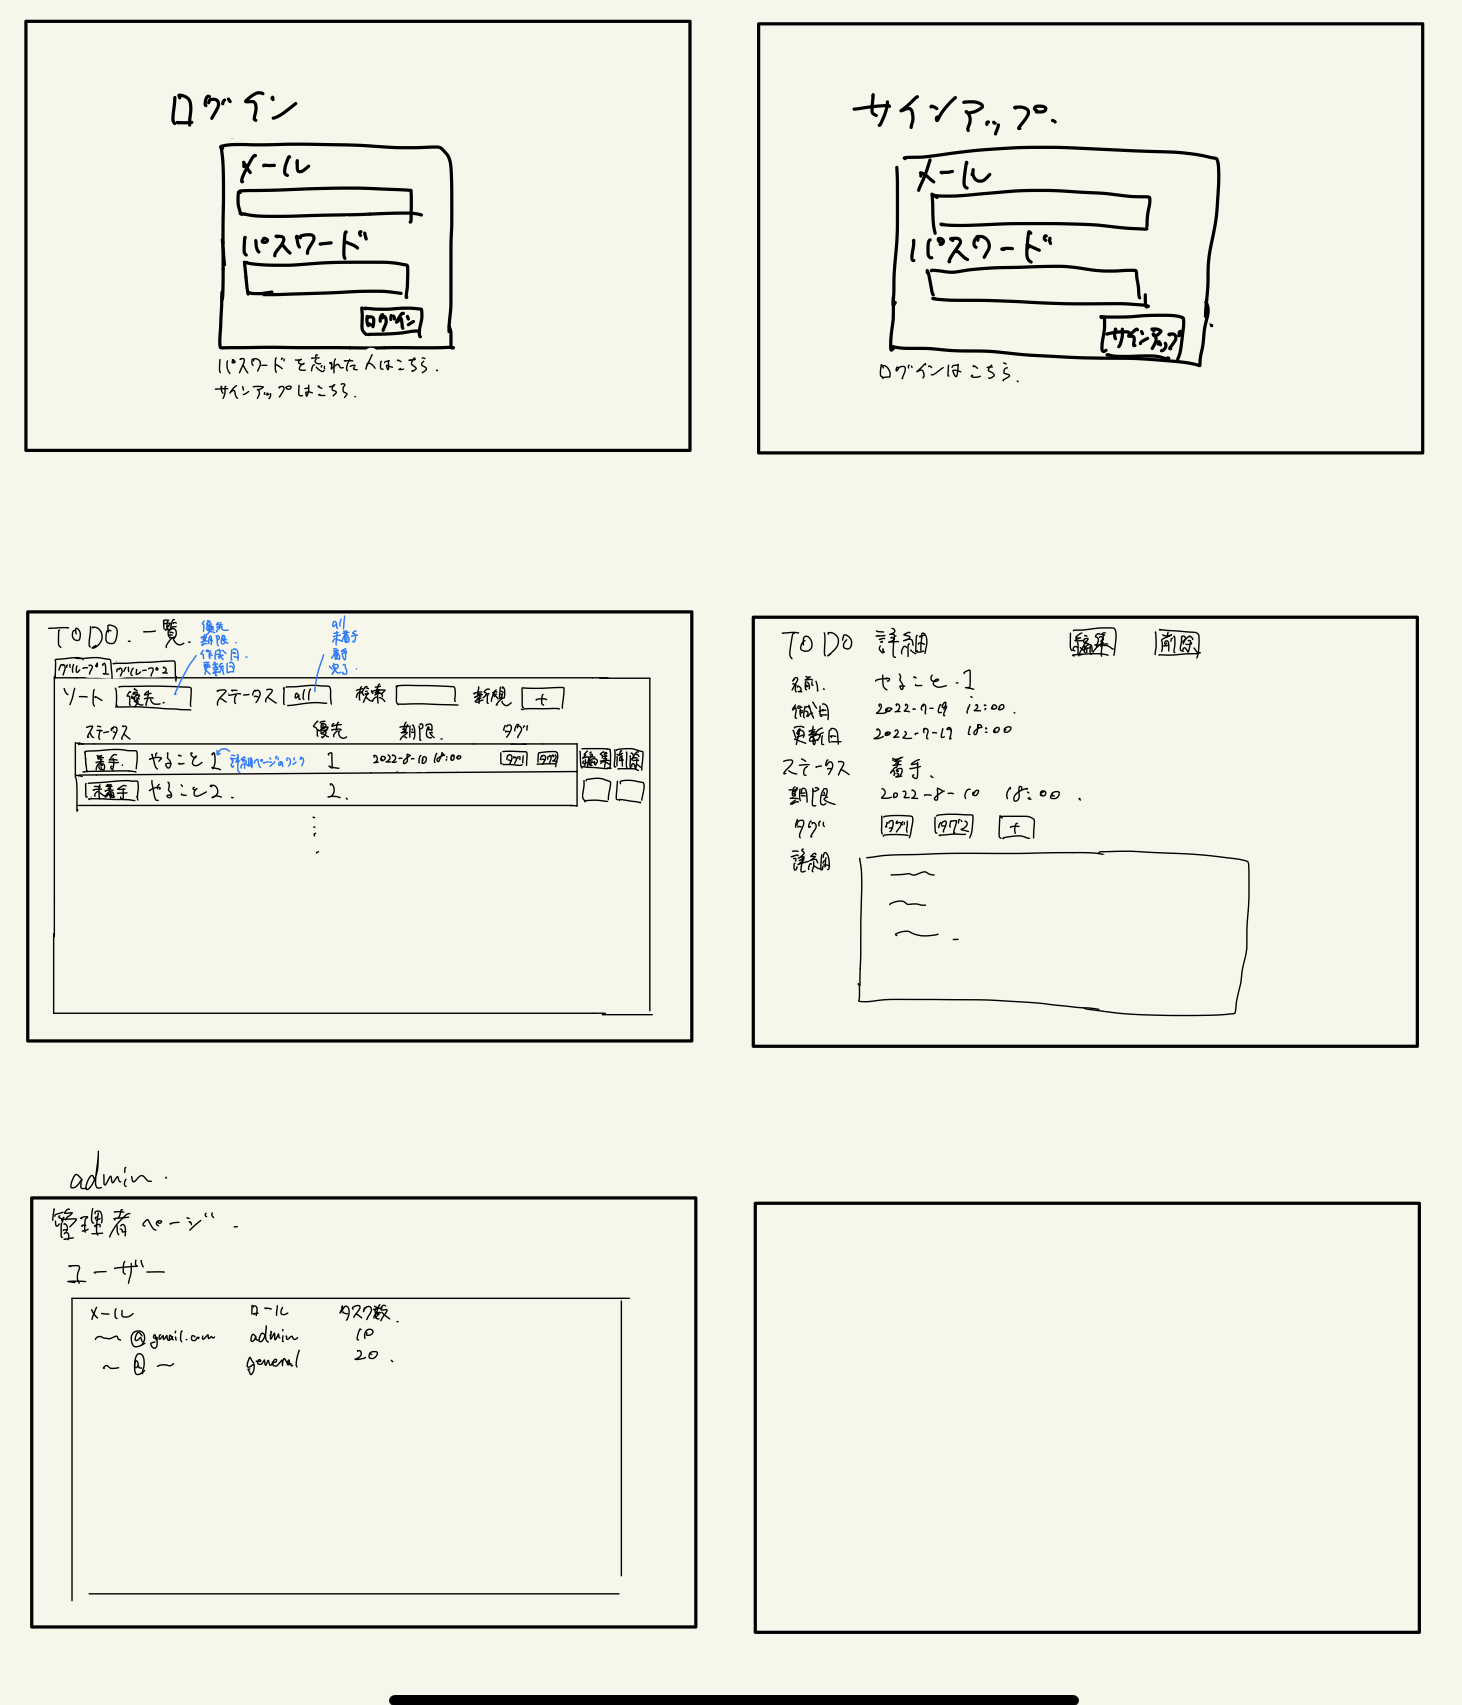 ログイン
メール
パスワード
ログイン
パスワードを忘れた人はこちら.
サインアップはこちら.
サインアップ.
メール
パスワード
サインアップ
ログインはこちら.
TODO.一覧.
優先
期限.
作成日.
更新日
all
未着手
着手
完了.
グループ1 グループ2
ソート 優先. ステータス all 検索 新規 +
ステータス 優先 期限. タグ
着手. やること1 詳細ページのリンク 1 2022-8-10 18:00 タグ1 タグ2 編集 削除
未着手 やること2. 2.
TODO 詳細 編集 削除
名前. やること.1
作成日 2022-7-19 12:00.
更新日 2022-7-19 18:00
ステータス 着手.
期限 2022-8-10 18:00.
タグ タグ1 タグ2 +
詳細
admin.
管理者ページ.
ユーザー
メール ロール タスク数.
〜@gmail.com admin 10
〜@〜 general 20.